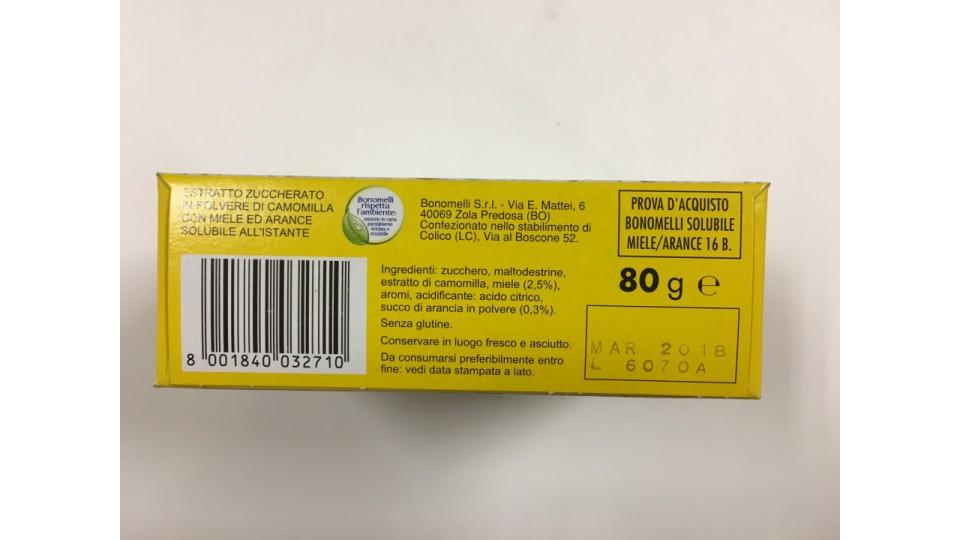 ESTRATTO ZUCCHERATO
IN POLVERE DI CAMOMILLA
CON MIELE ED ARANCE
SOLUBILE ALL'ISTANTE
Bonomelli
rispetta
l'ambiente:
Bonomelli S.r.l. - Via E. Mattei, 6
40069 Zola Predosa (BO)
Confezionato nello stabilimento di
Colico (LC), Via al Boscone 52.
PROVA D'ACQUISTO
BONOMELLI SOLUBILE
MIELE/ARANCE 16 B.
8 001840 032710
Ingredienti: zucchero, maltodestrine,
estratto di camomilla, miele (2,5%),
aromi, acidificante: acido citrico,
succo di arancia in polvere (0,3%).
Senza glutine.
Conservare in luogo fresco e asciutto.
Da consumarsi preferibilmente entro
fine: vedi data stampata a lato.
80 g e
MAR 2018
L 6070A